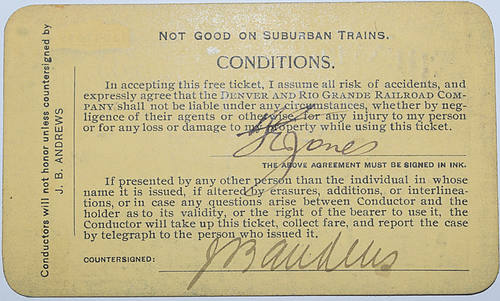 NOT GOOD ON SUBURBAN TRAINS.
CONDITIONS.
In accepting this free ticket, I assume all risk of accidents, and
expressly agree that the DENVER AND RIO GRANDE RAILROAD COM-
PANY shall not be liable under any circumstances, whether by neg-
ligence of their agents or otherwise, for any injury to my person
or for any loss or damage to my property while using this ticket.
Jones
THE ABOVE AGREEMENT MUST BE SIGNED IN INK.
If presented by any other person than the individual in whose
name it is issued, if altered by erasures, additions, or interlinea-
tions, or in case any questions arise between Conductor and the
holder as to its validity, or the right of the bearer to use it, the
Conductor will take up this ticket, collect fare, and report the case
by telegraph to the person who issued it.
COUNTERSIGNED: J B Andrews
Conductors will not honor unless countersigned by
J. B. ANDREWS